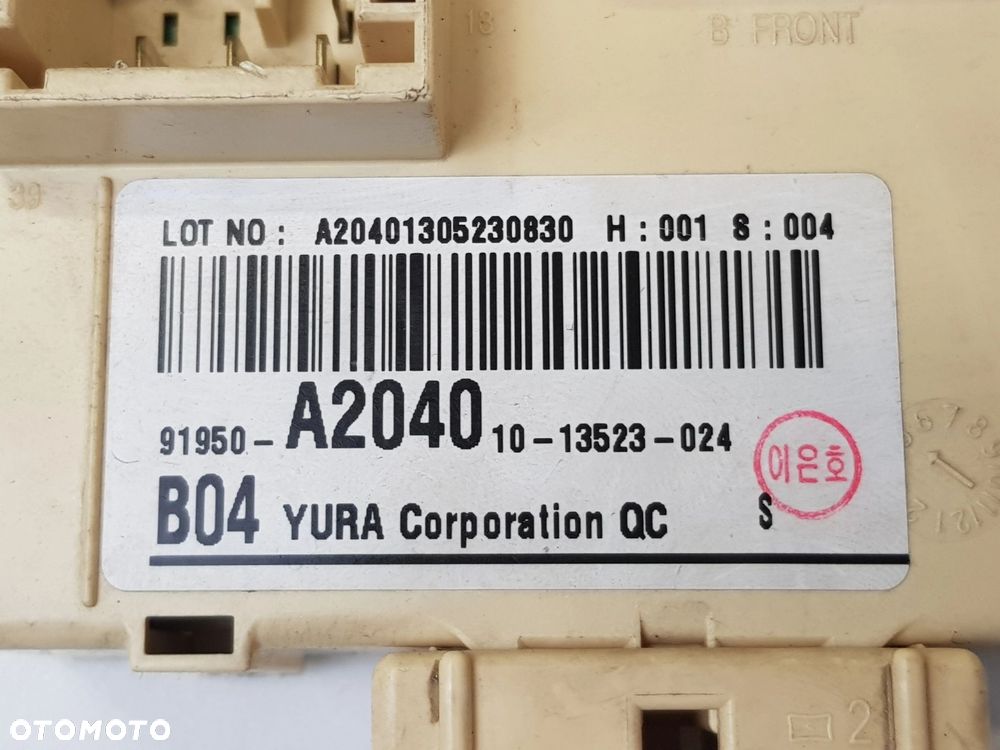 18
B FRONT
39
LOT NO : A20401305230830 H : 001 S : 004
91950-A2040 10-13523-024
이은호
B04 YURA Corporation QC S
2
OTOMOTO